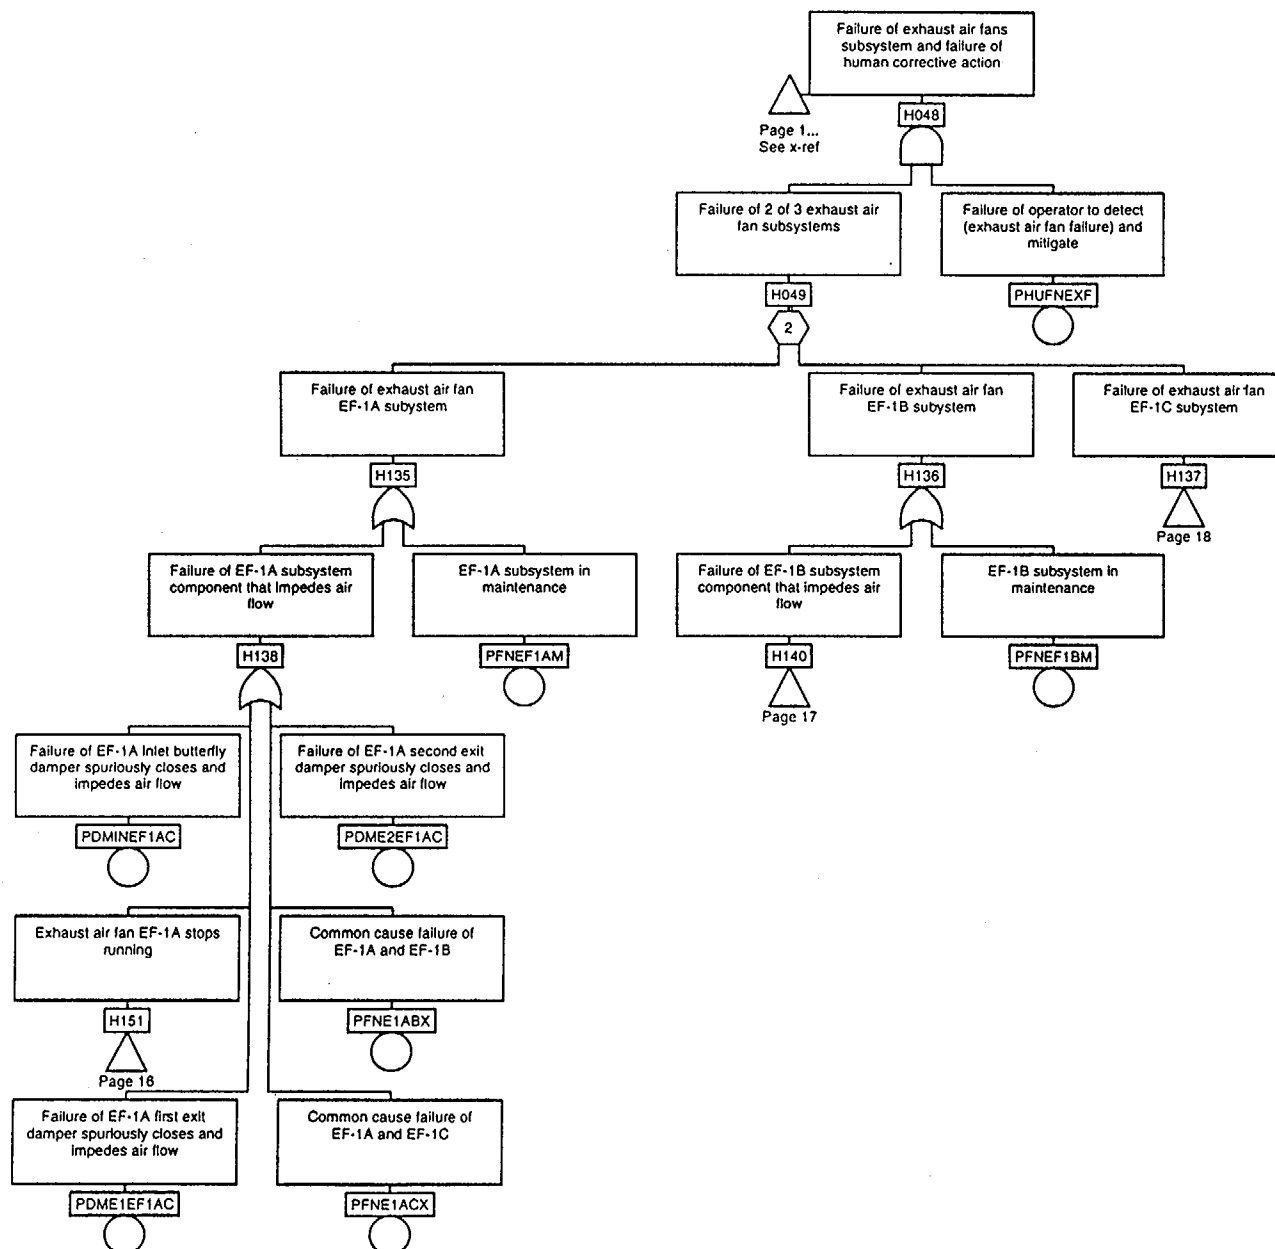 Failure of exhaust air fans
subsystem and failure of
human corrective action
Page 1...
See x-ref
H048
Failure of 2 of 3 exhaust air
fan subsystems
Failure of operator to detect
(exhaust air fan failure) and
mitigate
H049
PHUFNEXF
2
Failure of exhaust air fan
EF-1A subystem
Failure of exhaust air fan
EF-1B subystem
Failure of exhaust air fan
EF-1C subystem
H135
H136
H137
Page 18
Failure of EF-1A subsystem
component that impedes air
flow
EF-1A subsystem in
maintenance
Failure of EF-1B subsystem
component that impedes air
flow
EF-1B subsystem in
maintenance
H138
PFNEF1AM
H140
PFNEF1BM
Page 17
Failure of EF-1A inlet butterfly
damper spuriously closes and
impedes air flow
Failure of EF-1A second exit
damper spuriously closes and
impedes air flow
PDMINEF1AC
PDME2EF1AC
Exhaust air fan EF-1A stops
running
Common cause failure of
EF-1A and EF-1B
H151
PFNE1ABX
Page 16
Failure of EF-1A first exit
damper spuriously closes and
impedes air flow
Common cause failure of
EF-1A and EF-1C
PDME1EF1AC
PFNE1ACX